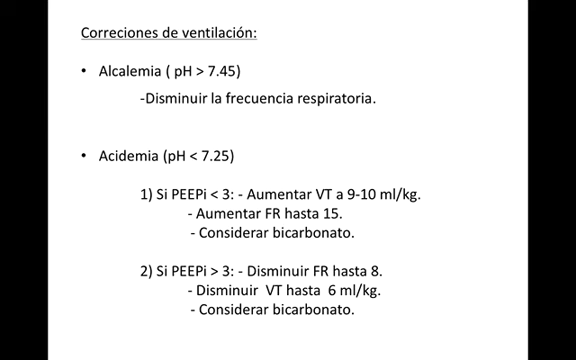 Correciones de ventilación:
• Alcalemia ( pH > 7.45)
-Disminuir la frecuencia respiratoria.
• Acidemia (pH < 7.25)
1) Si PEEPi < 3: - Aumentar VT a 9-10 ml/kg.
- Aumentar FR hasta 15.
- Considerar bicarbonato.
2) Si PEEPi > 3: - Disminuir FR hasta 8.
- Disminuir VT hasta 6 ml/kg.
- Considerar bicarbonato.